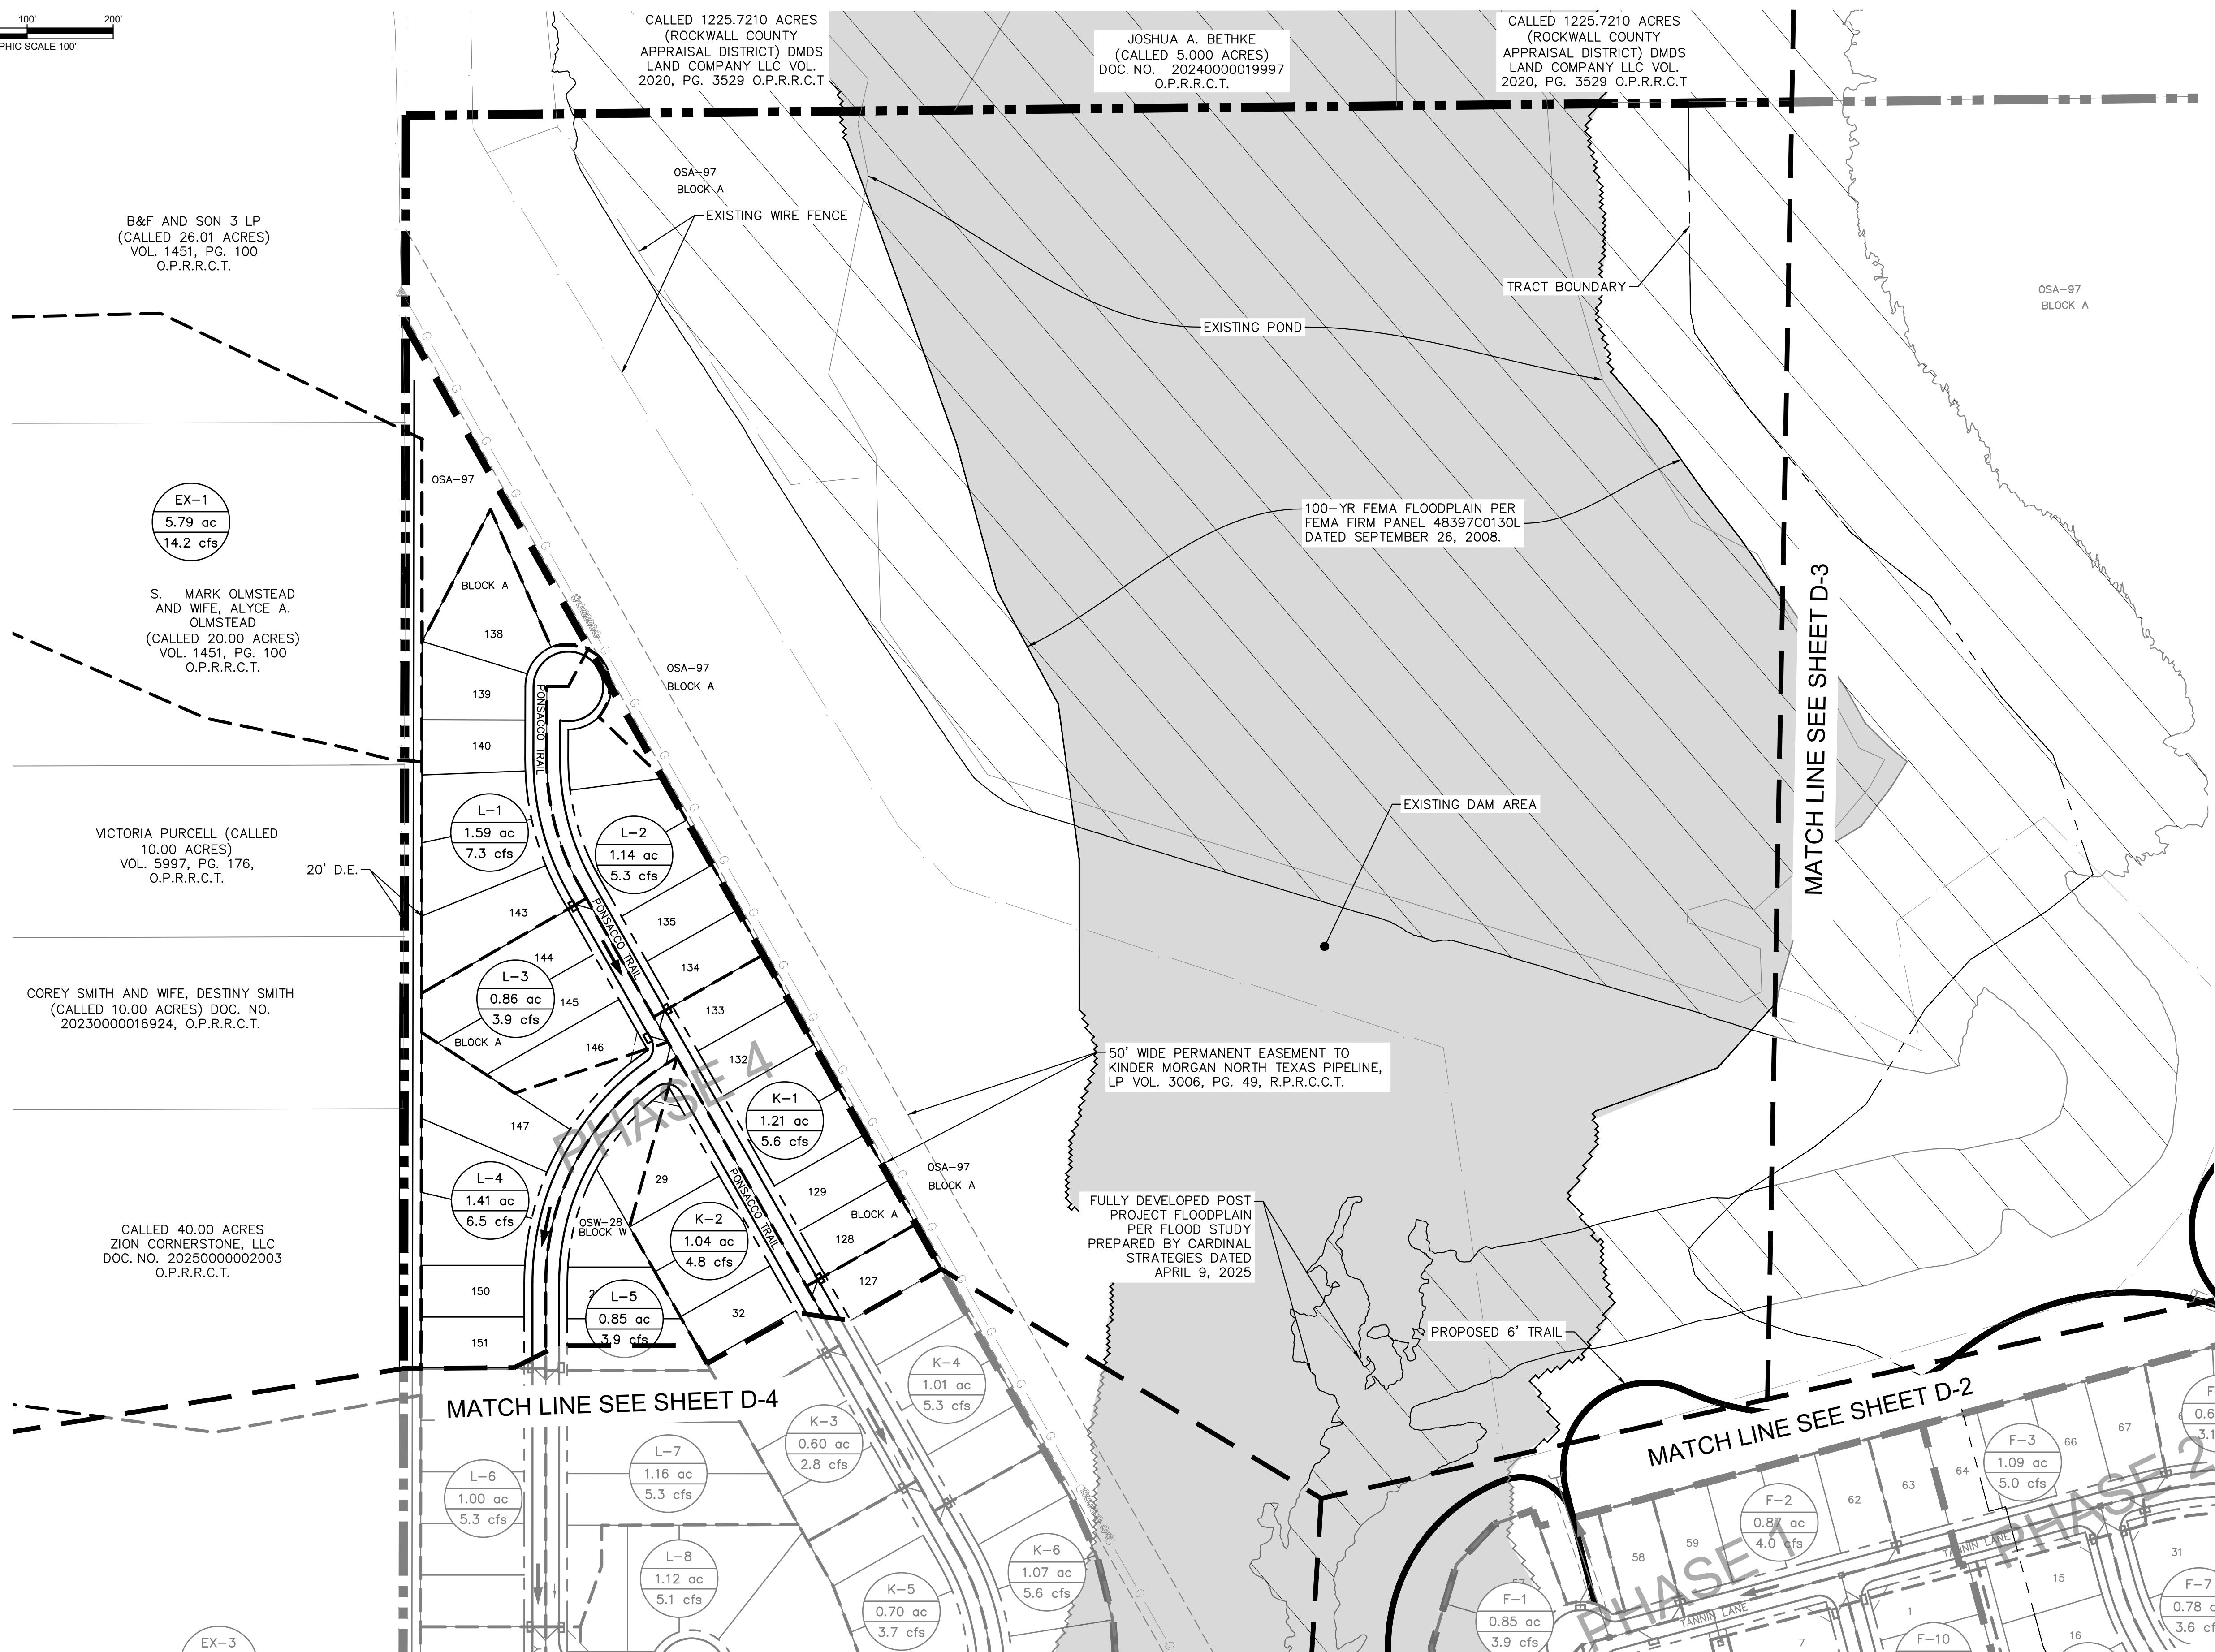 100'
200'
PHIC SCALE 100'
CALLED 1225.7210 ACRES
(ROCKWALL COUNTY
APPRAISAL DISTRICT) DMDS
LAND COMPANY LLC VOL.
2020, PG. 3529 O.P.R.R.C.T
JOSHUA A. BETHKE
(CALLED 5.000 ACRES)
DOC. NO. 20240000019997
O.P.R.R.C.T.
CALLED 1225.7210 ACRES
(ROCKWALL COUNTY
APPRAISAL DISTRICT) DMDS
LAND COMPANY LLC VOL.
2020, PG. 3529 O.P.R.R.C.T
OSA-97
BLOCK A
EXISTING WIRE FENCE
B&F AND SON 3 LP
(CALLED 26.01 ACRES)
VOL. 1451, PG. 100
O.P.R.R.C.T.
TRACT BOUNDARY
OSA-97
BLOCK A
EXISTING POND
OSA-97
EX-1
5.79 ac
14.2 cfs
100-YR FEMA FLOODPLAIN PER
FEMA FIRM PANEL 48397C0130L
DATED SEPTEMBER 26, 2008.
S. MARK OLMSTEAD
AND WIFE, ALYCE A.
OLMSTEAD
(CALLED 20.00 ACRES)
VOL. 1451, PG. 100
O.P.R.R.C.T.
BLOCK A
138
139
140
PONSACCO TRAIL
OSA-97
BLOCK A
MATCH LINE SEE SHEET D-3
L-1
1.59 ac
7.3 cfs
L-2
1.14 ac
5.3 cfs
EXISTING DAM AREA
VICTORIA PURCELL (CALLED
10.00 ACRES)
VOL. 5997, PG. 176,
O.P.R.R.C.T.
20' D.E.
143
135
PONSACCO TRAIL
144
134
L-3
0.86 ac
3.9 cfs
145
133
COREY SMITH AND WIFE, DESTINY SMITH
(CALLED 10.00 ACRES) DOC. NO.
20230000016924, O.P.R.R.C.T.
BLOCK A
146
132
PHASE 4
50' WIDE PERMANENT EASEMENT TO
KINDER MORGAN NORTH TEXAS PIPELINE,
LP VOL. 3006, PG. 49, R.P.R.C.C.T.
K-1
1.21 ac
5.6 cfs
147
L-4
1.41 ac
6.5 cfs
29
PONSACCO TRAIL
129
OSA-97
BLOCK A
BLOCK A
OSW-28
BLOCK W
K-2
1.04 ac
4.8 cfs
128
127
FULLY DEVELOPED POST
PROJECT FLOODPLAIN
PER FLOOD STUDY
PREPARED BY CARDINAL
STRATEGIES DATED
APRIL 9, 2025
CALLED 40.00 ACRES
ZION CORNERSTONE, LLC
DOC. NO. 20250000002003
O.P.R.R.C.T.
150
L-5
0.85 ac
3.9 cfs
32
151
PROPOSED 6' TRAIL
MATCH LINE SEE SHEET D-4
K-4
1.01 ac
5.3 cfs
K-3
0.60 ac
2.8 cfs
MATCH LINE SEE SHEET D-2
L-7
1.16 ac
5.3 cfs
L-6
1.00 ac
5.3 cfs
67
66
64
63
62
59
58
F-3
1.09 ac
5.0 cfs
F-2
0.87 ac
4.0 cfs
PHASE 2
PHASE 1
TANNIN LANE
TANNIN LANE
L-8
1.12 ac
5.1 cfs
K-6
1.07 ac
5.6 cfs
K-5
0.70 ac
3.7 cfs
F-1
0.85 ac
3.9 cfs
31
15
F-7
0.78
3.6 cf
1
7
16
F-10
EX-3